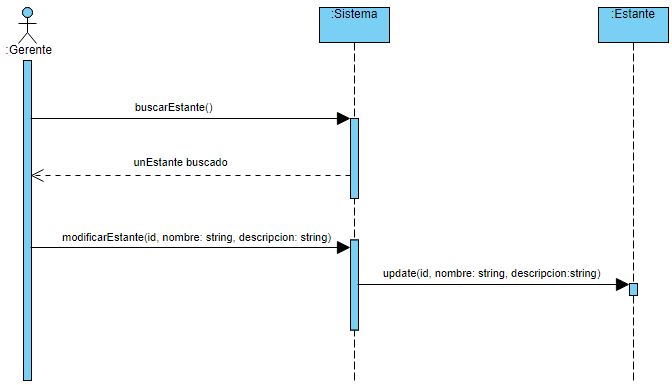 :Sistema
:Estante
:Gerente
buscarEstante()
unEstante buscado
modificarEstante(id, nombre: string, descripcion: string)
update(id, nombre: string, descripcion:string)